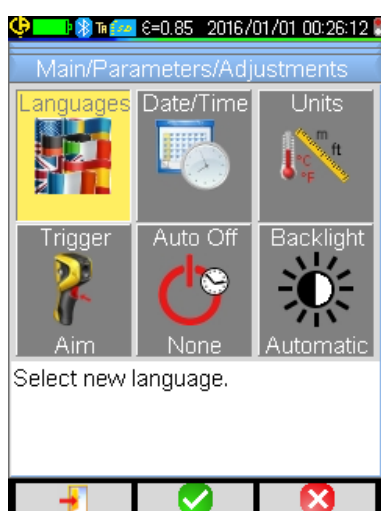 ε=0.85 2016/01/01 00:26:12
Main/Parameters/Adjustments
Languages Date/Time Units
m
ft
°C
°F
Trigger Auto Off Backlight
Aim None Automatic
Select new language.